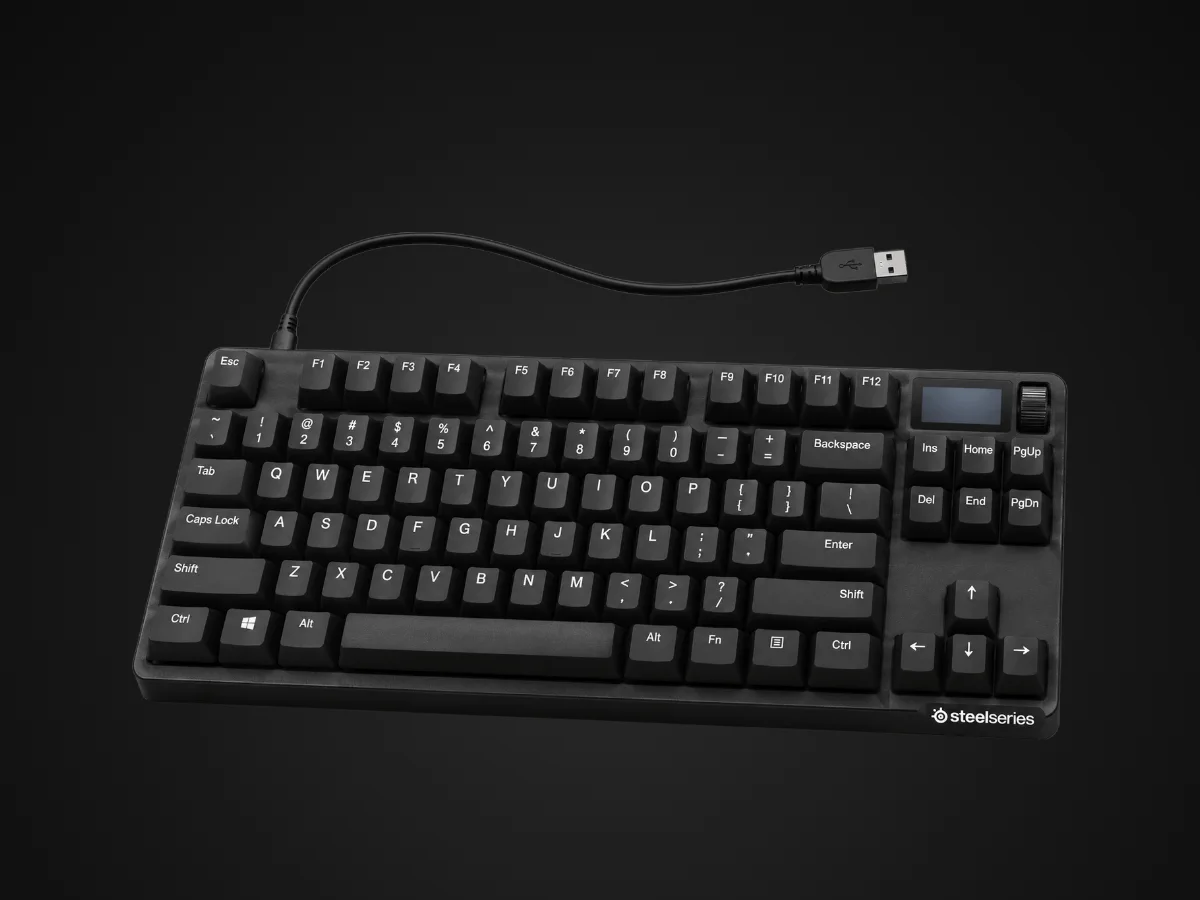 Esc F1 F2 F3 F4 F5 F6 F7 F8 F9 F10 F11 F12
~ ! @ # $ % ^ & * ( ) — +
` 1 2 3 4 5 6 7 8 9 0 - = Backspace Ins Home PgUp
Tab Q W E R T Y U I O P { } !
{ } \ Del End PgDn
Caps Lock A S D F G H J K L ; " Enter
; •
Shift Z X C V B N M < > ? Shift ↑
, . /
Ctrl Alt Alt Fn Ctrl ← ↓ →
steelseries